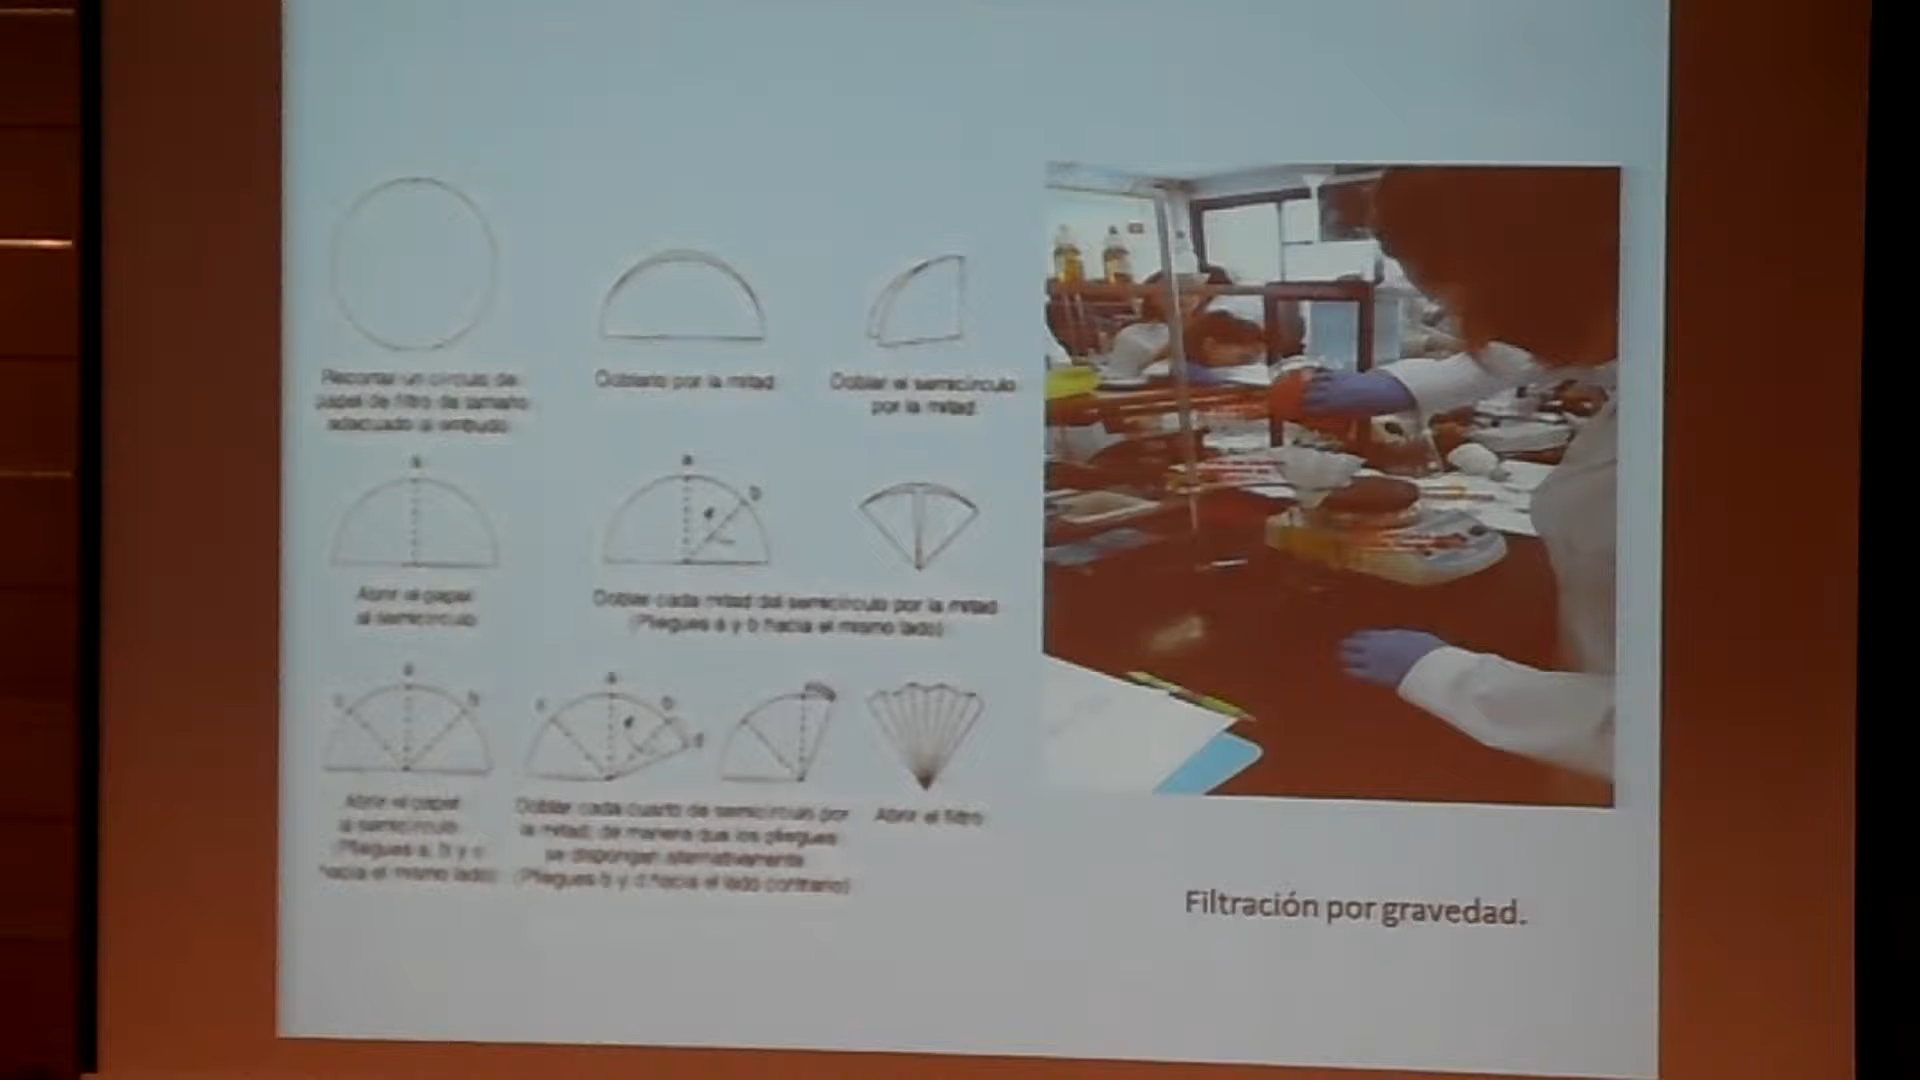 Recortar un círculo de
papel de filtro de tamaño
adecuado al embudo
Doblarlo por la mitad
Doblar el semicírculo
por la mitad
a
a
b
Abrir el papel
al semicírculo
Doblar cada mitad del semicírculo por la mitad
(Pliegues a y b hacia el mismo lado)
c
a
b
c
a
b
d
Abrir el papel
al semicírculo
(Pliegues a, b y c
hacia el mismo lado)
Doblar cada cuarto de semicírculo por
la mitad, de manera que los pliegues
se dispongan alternativamente
(Pliegues b y d hacia el lado contrario)
Abrir el filtro
Filtración por gravedad.